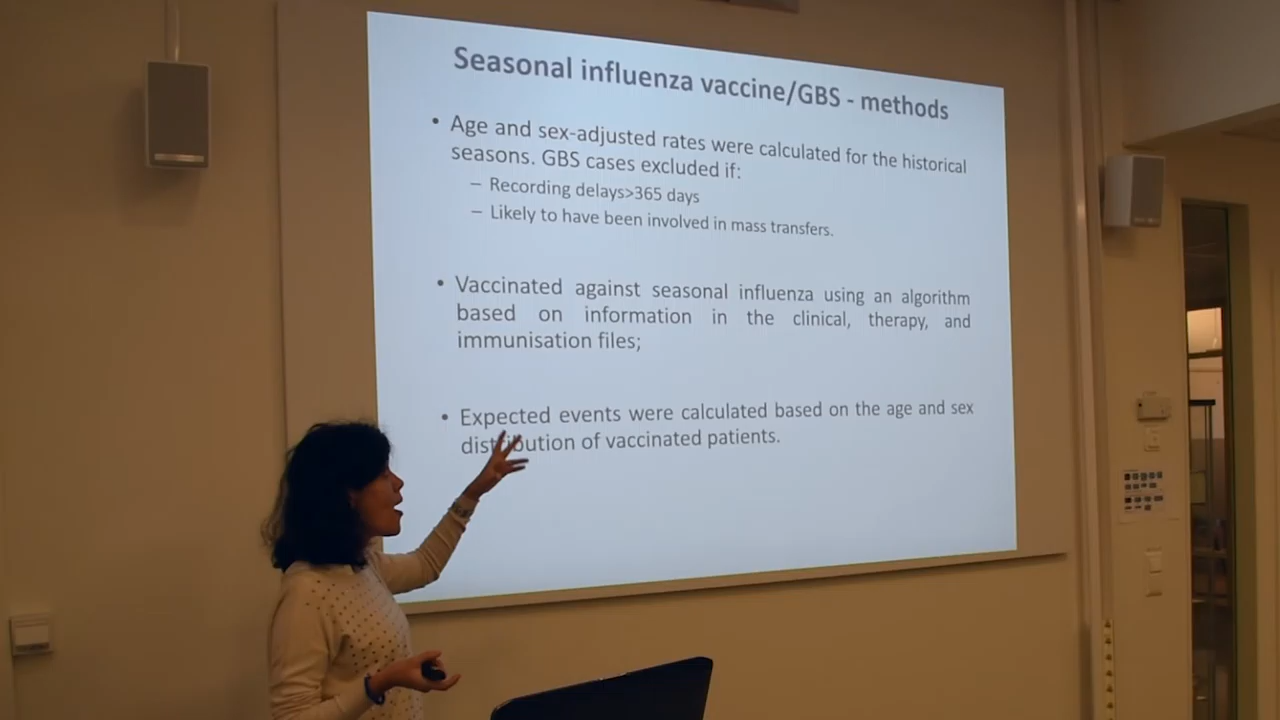 Seasonal influenza vaccine/GBS - methods
• Age and sex-adjusted rates were calculated for the historical
seasons. GBS cases excluded if:
– Recording delays>365 days
– Likely to have been involved in mass transfers.
• Vaccinated against seasonal influenza using an algorithm
based on information in the clinical, therapy, and
immunisation files;
• Expected events were calculated based on the age and sex
distribution of vaccinated patients.